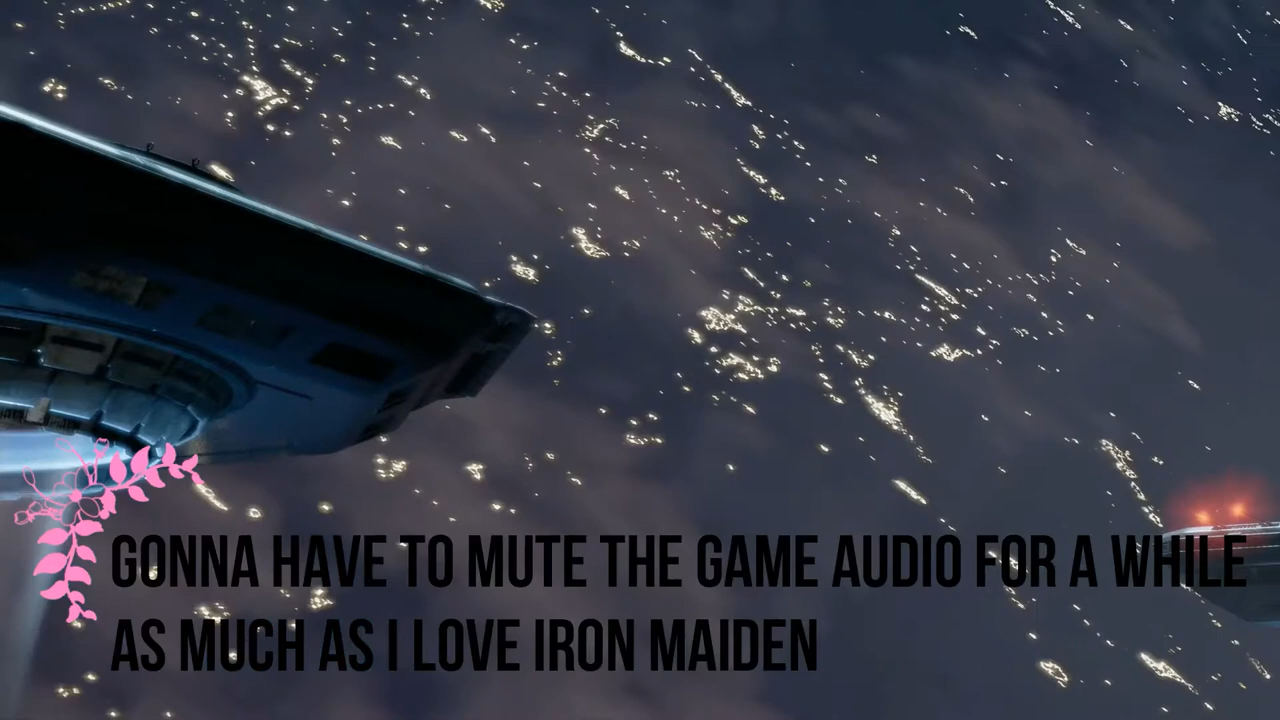 GONNA HAVE TO MUTE THE GAME AUDIO FOR A WHILE
AS MUCH AS I LOVE IRON MAIDEN